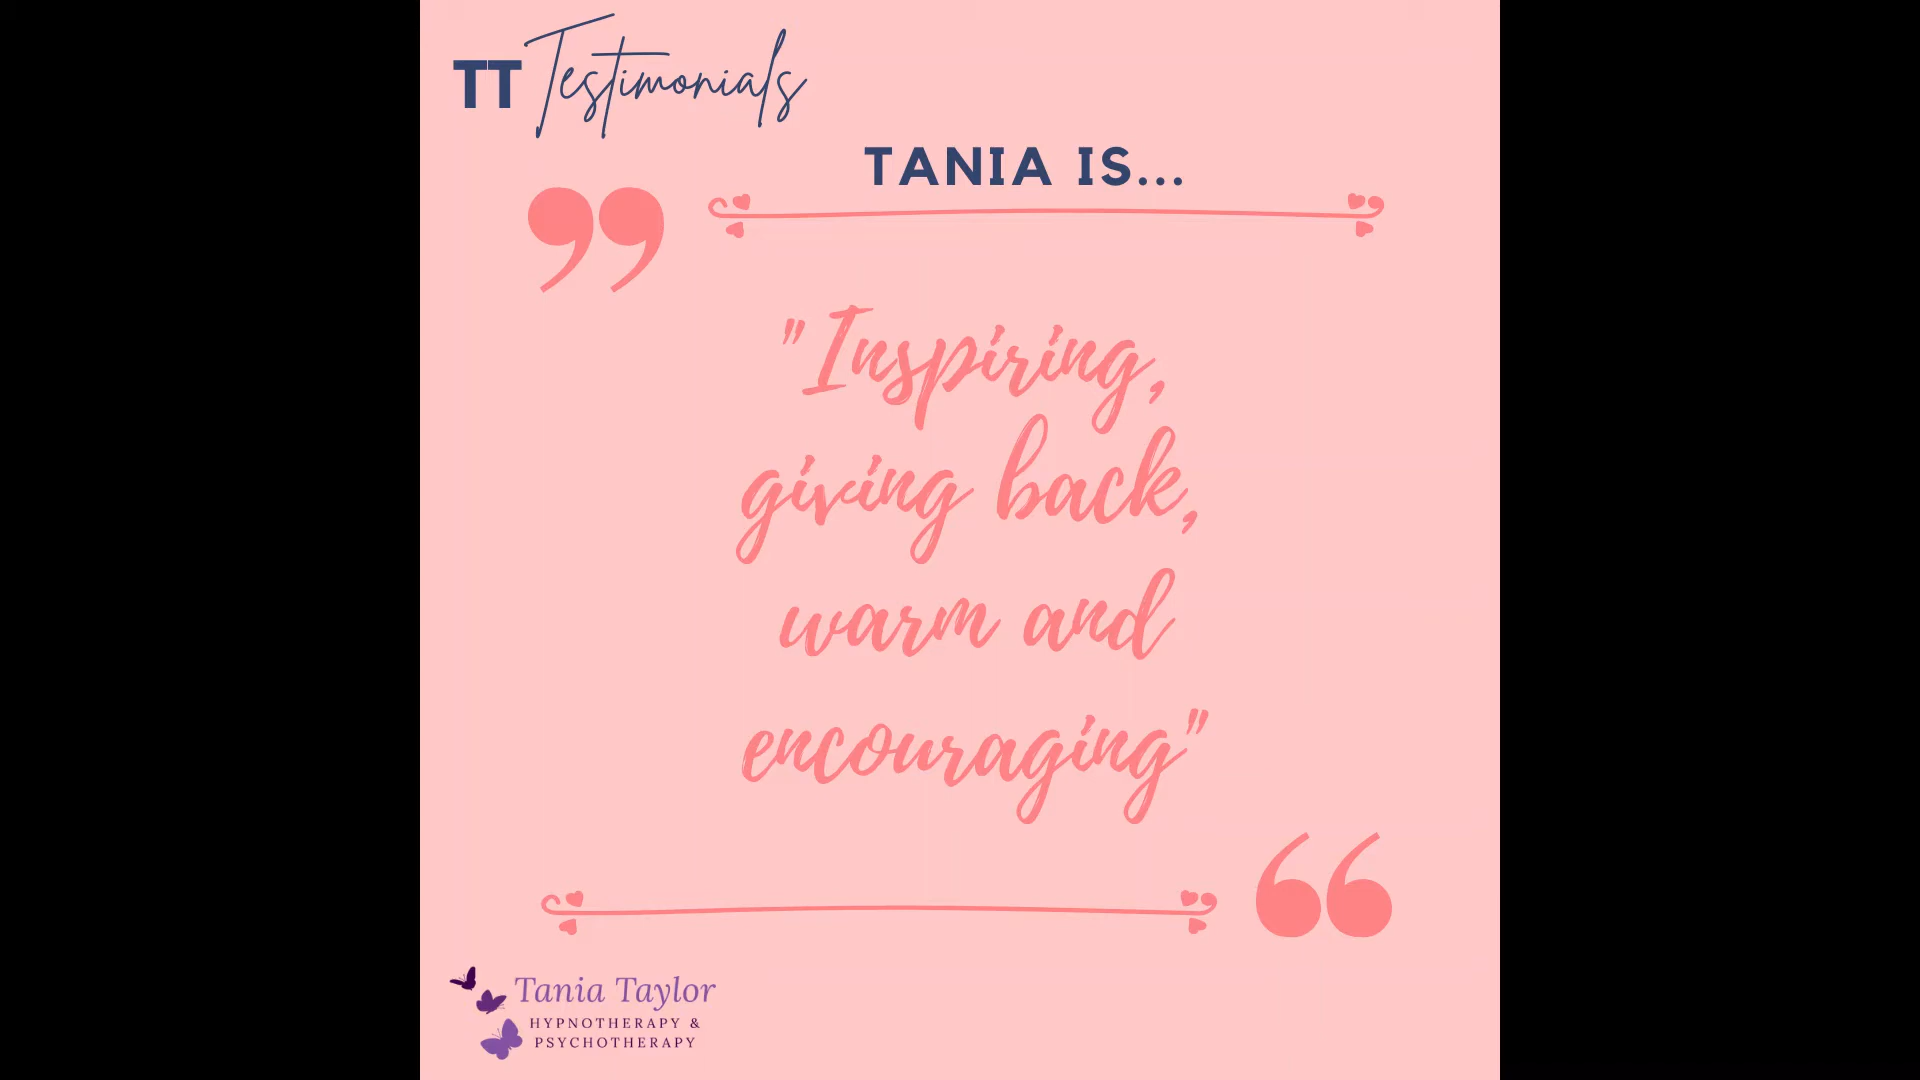 TT Testimonials
TANIA IS...
"Inspiring,
giving back,
warm and
encouraging"
Tania Taylor
HYPNOTHERAPY &
PSYCHOTHERAPY